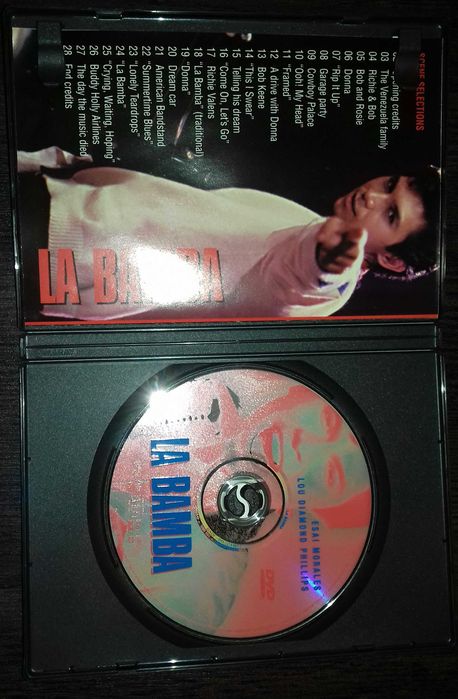 SCENE SELECTIONS
credits
03 The Venezuela family
04 Richie & Bob
05 Bob and Rosie
06 Donna
07 "Rip It Up"
08 Garage party
09 Cowboy Palace
10 "Ooh! My Head"
11 "Framed"
12 A drive with Donna
13 Bob Keene
14 "This I Swear"
15 Telling his dream
16 "Come On, Let's Go"
17 Richie rocks
18 "La Bamba" (traditional)
19 "Donna"
20 Dream car
21 American Bandstand
22 "Summertime Blues"
23 "Lonely Teardrops"
24 "La Bamba"
25 "Crying, Waiting, Hoping"
26 Buddy Holly Airlines
27 The day the music died
28 End credits
LA BAMBA
ESAI MORALES
LOU DIAMOND PHILLIPS
LA BAMBA
DVD